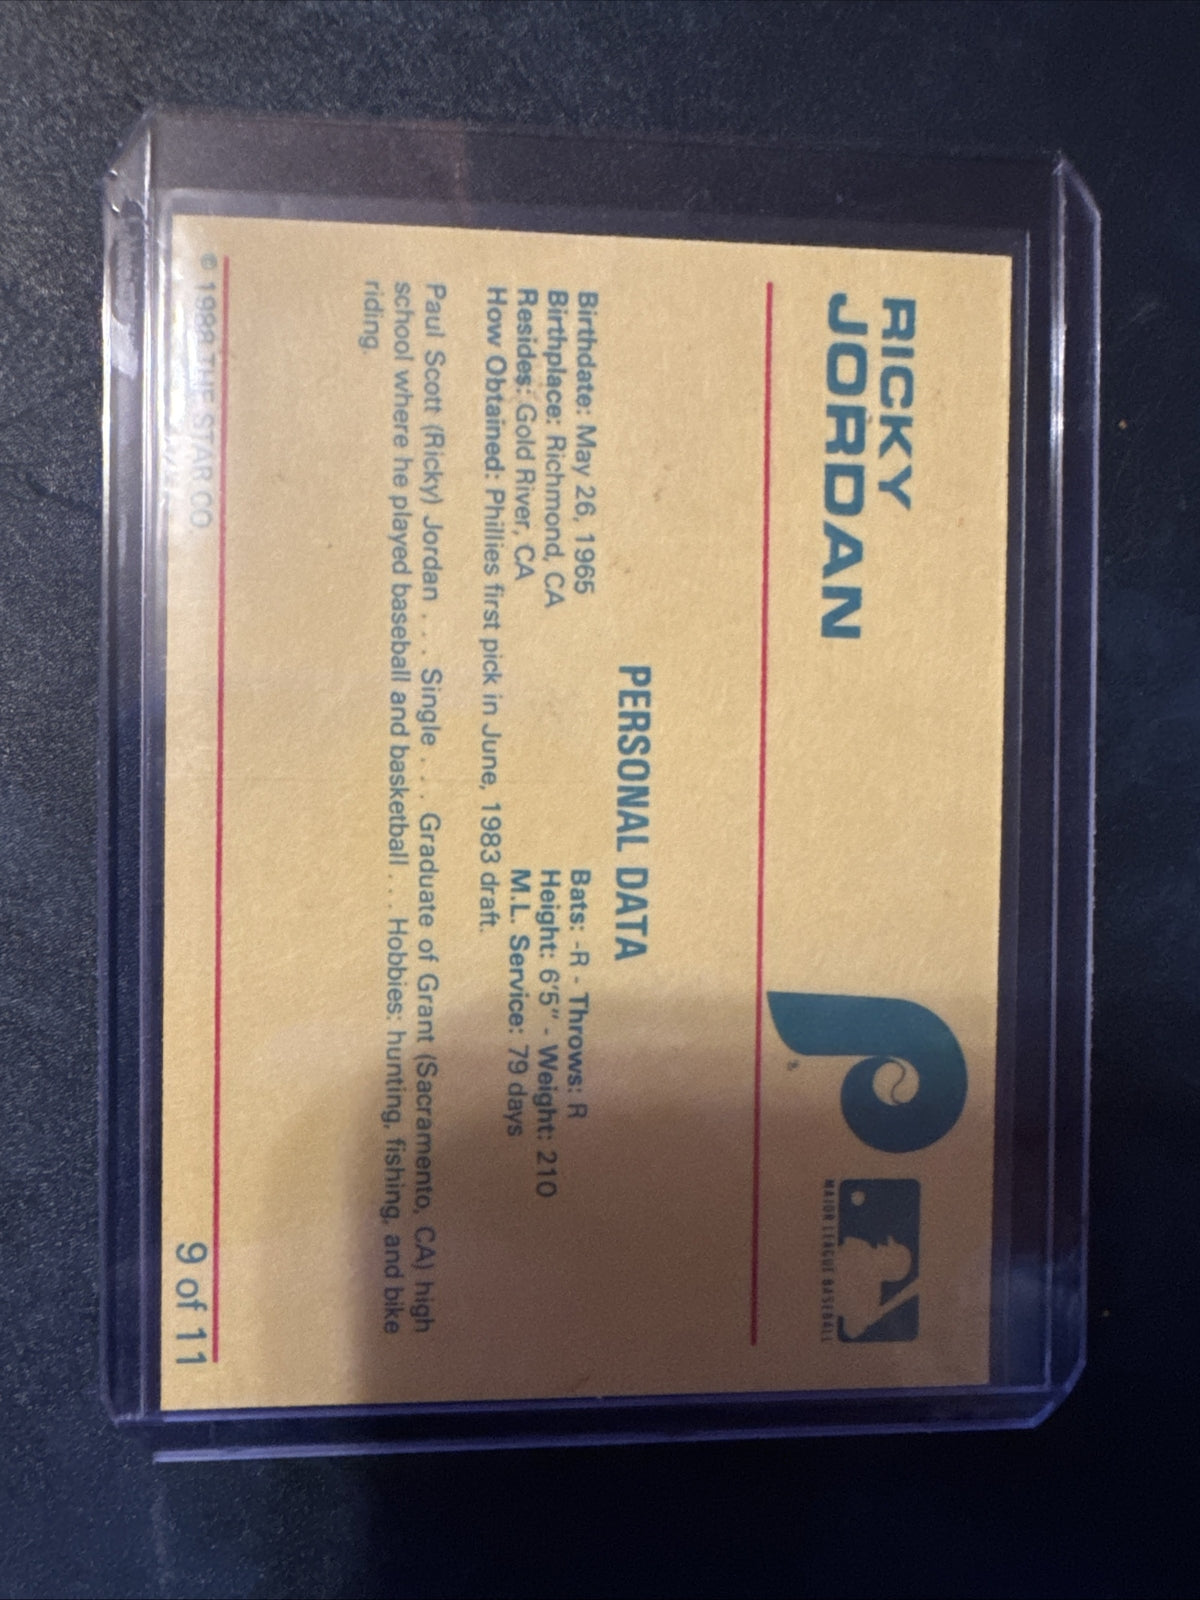 RICKY
JORDAN
MAJOR LEAGUE BASEBALL
PERSONAL DATA
Birthdate: May 26, 1965
Birthplace: Richmond, CA
Resides: Gold River, CA
How Obtained: Phillies first pick in June, 1983 draft.
Bats: -R - Throws: R
Height: 6'5" - Weight: 210
M.L. Service: 79 days
Paul Scott (Ricky) Jordan . . . Single . . . Graduate of Grant (Sacramento, CA) high
school where he played baseball and basketball . . . Hobbies: hunting, fishing, and bike
riding.
© THE STAR CO.
9 of 11